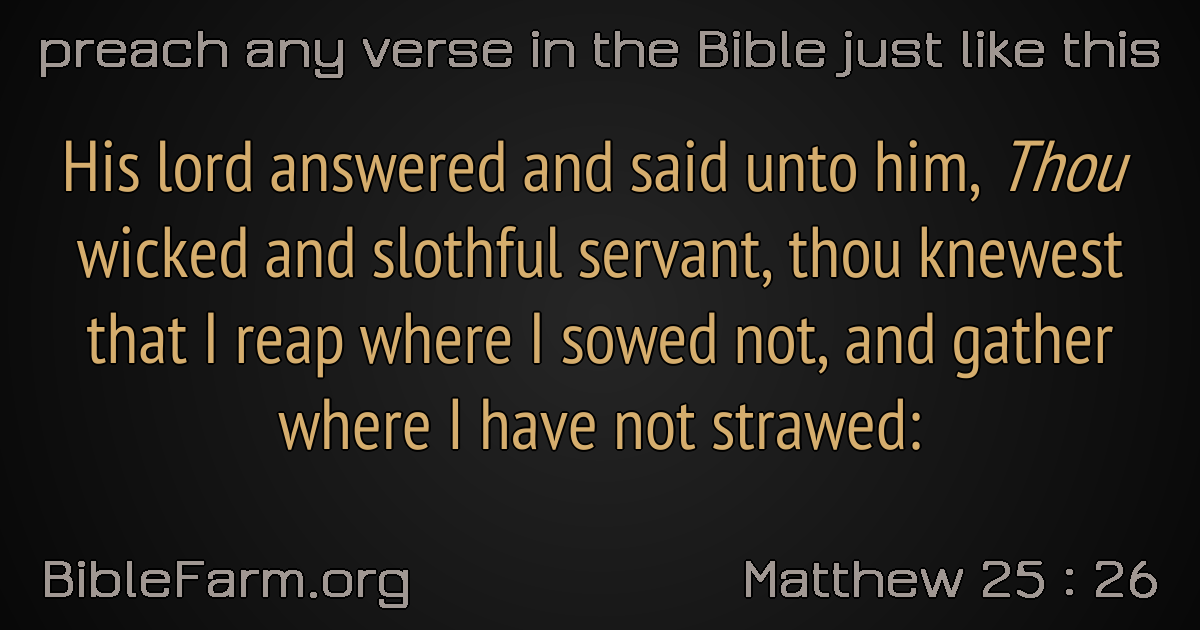 preach any verse in the Bible just like this
His lord answered and said unto him, Thou
wicked and slothful servant, thou knewest
that I reap where I sowed not, and gather
where I have not strawed:
BibleFarm.org
Matthew 25 : 26